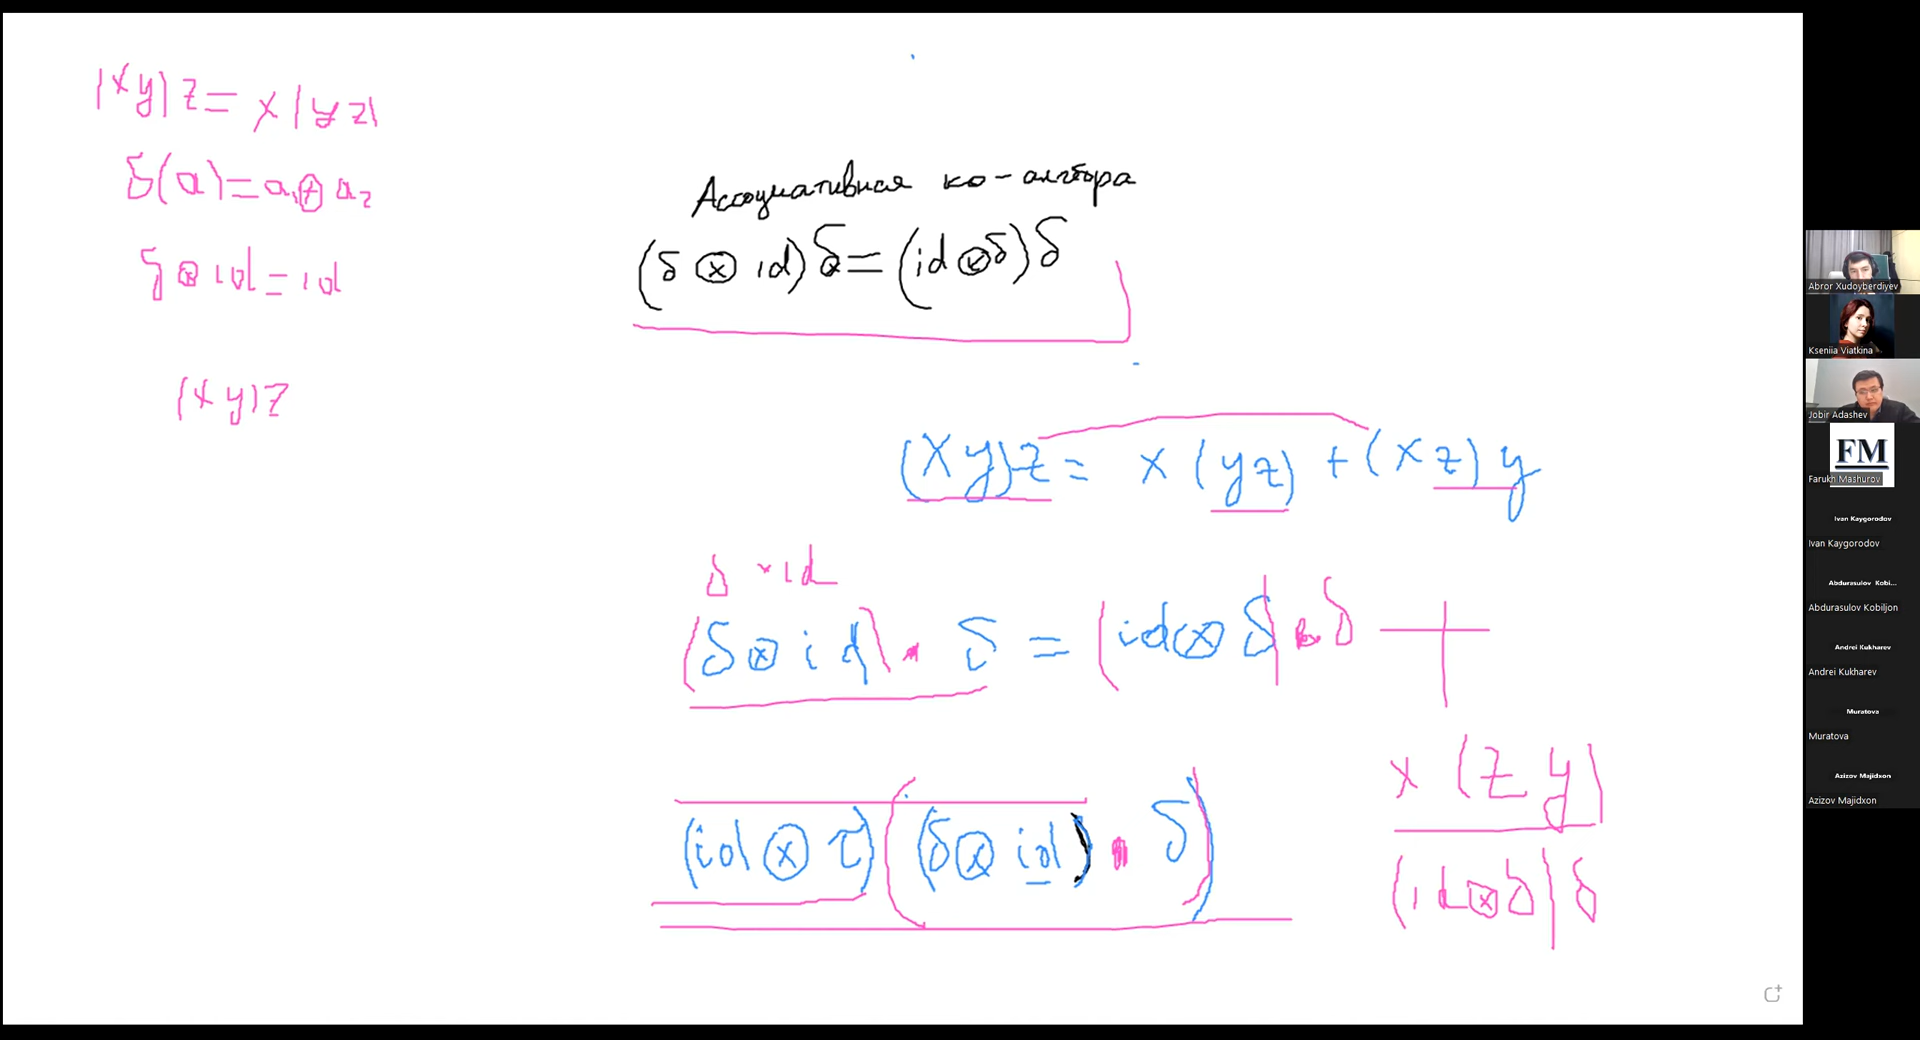 (xy)z = x(yz)
δ(a) = a₁ ⊗ a₂
δ ⊗ id = id
(xy)z
Ассоциативная ко-алгебра
(δ ⊗ id)δ = (id ⊗ δ)δ
(xy)z = x(yz) + (xz)y
δ × id
(δ ⊗ id) · δ = (id ⊗ δ) · δ +
(id ⊗ τ) ((δ ⊗ id) · δ)
x(zy)
(id ⊗ δ)δ
Abror Xudoyberdiyev
Kseniia Viatkina
Jobir Adashev
FM
Farukh Mashurov
Ivan Kaygorodov
Ivan Kaygorodov
Abdurasulov Kobi...
Abdurasulov Kobiljon
Andrei Kukharev
Andrei Kukharev
Muratova
Muratova
Azizov Majidxon
Azizov Majidxon